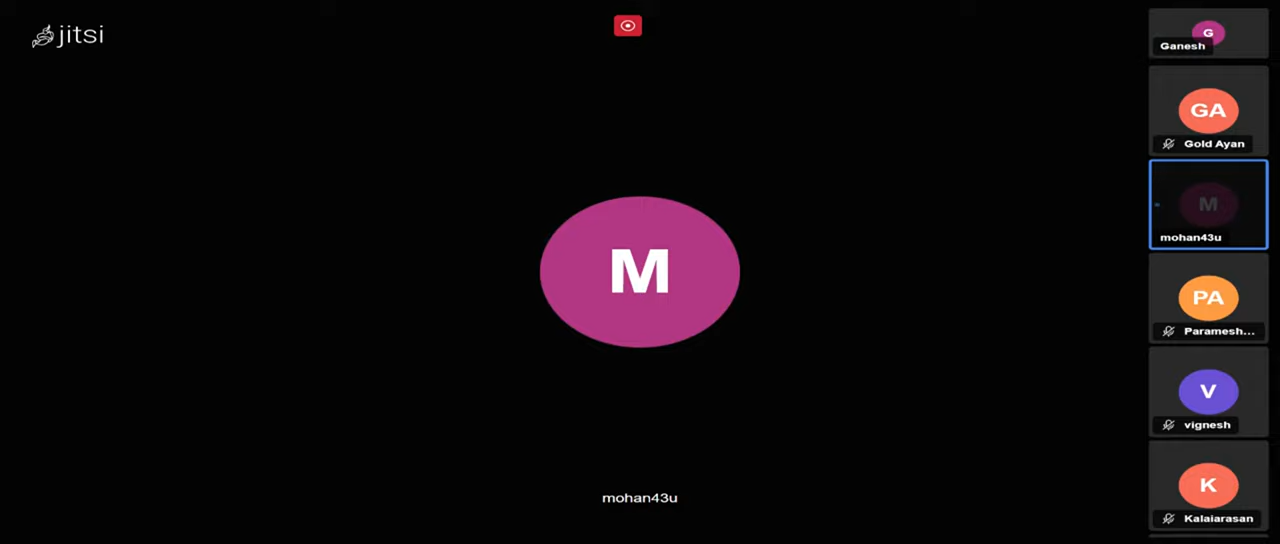 jitsi
M
mohan43u
G
Ganesh
GA
Gold Ayan
M
mohan43u
PA
Paramesh...
V
vignesh
K
Kalaiarasan